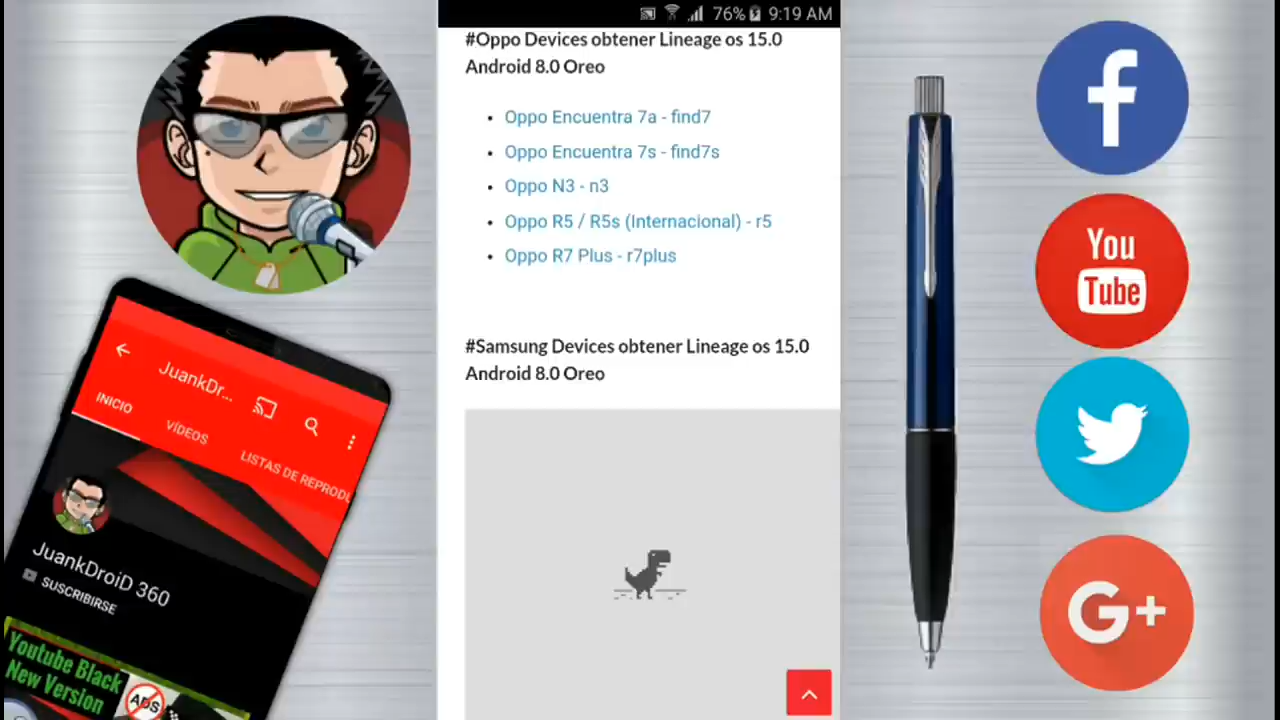 76% 9:19 AM
#Oppo Devices obtener Lineage os 15.0
Android 8.0 Oreo
Oppo Encuentra 7a - find7
Oppo Encuentra 7s - find7s
Oppo N3 - n3
Oppo R5 / R5s (Internacional) - r5
Oppo R7 Plus - r7plus
#Samsung Devices obtener Lineage os 15.0
Android 8.0 Oreo
JuankDr...
INICIO
VÍDEOS
LISTAS DE REPRODU
JuankDroiD 360
SUSCRIBIRSE
Youtube Black
New Version
ADS
f
You
Tube
G+